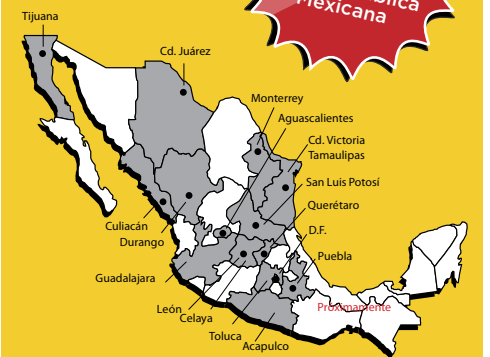 Mexicana
Tijuana
Cd. Juárez
Monterrey
Aguascalientes
Cd. Victoria
Tamaulipas
San Luis Potosí
Querétaro
D.F.
Puebla
Culiacán
Durango
Guadalajara
León
Celaya
Toluca
Acapulco
Proximamente